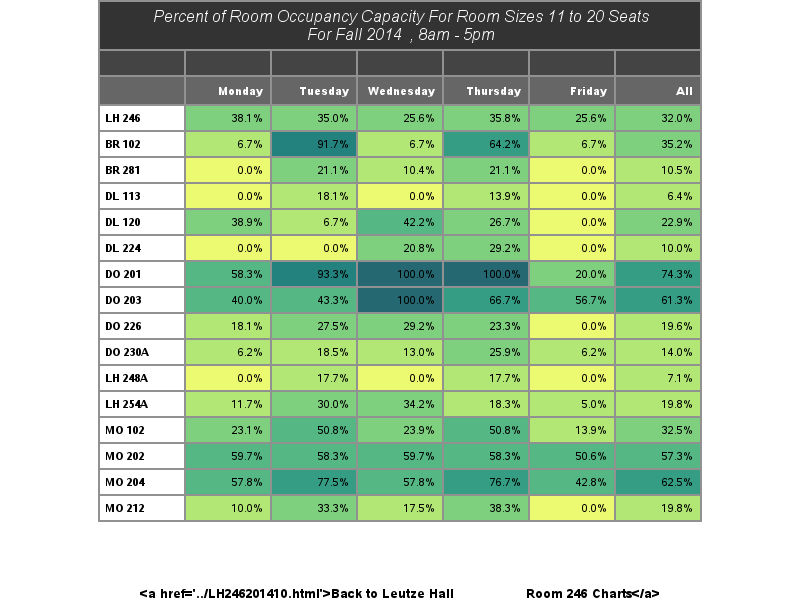 Percent of Room Occupancy Capacity For Room Sizes 11 to 20 Seats
For Fall 2014 , 8am - 5pm
Monday Tuesday Wednesday Thursday Friday All
LH 246 38.1% 35.0% 25.6% 35.8% 25.6% 32.0%
BR 102 6.7% 91.7% 6.7% 64.2% 6.7% 35.2%
BR 281 0.0% 21.1% 10.4% 21.1% 0.0% 10.5%
DL 113 0.0% 18.1% 0.0% 13.9% 0.0% 6.4%
DL 120 38.9% 6.7% 42.2% 26.7% 0.0% 22.9%
DL 224 0.0% 0.0% 20.8% 29.2% 0.0% 10.0%
DO 201 58.3% 93.3% 100.0% 100.0% 20.0% 74.3%
DO 203 40.0% 43.3% 100.0% 66.7% 56.7% 61.3%
DO 226 18.1% 27.5% 29.2% 23.3% 0.0% 19.6%
DO 230A 6.2% 18.5% 13.0% 25.9% 6.2% 14.0%
LH 248A 0.0% 17.7% 0.0% 17.7% 0.0% 7.1%
LH 254A 11.7% 30.0% 34.2% 18.3% 5.0% 19.8%
MO 102 23.1% 50.8% 23.9% 50.8% 13.9% 32.5%
MO 202 59.7% 58.3% 59.7% 58.3% 50.6% 57.3%
MO 204 57.8% 77.5% 57.8% 76.7% 42.8% 62.5%
MO 212 10.0% 33.3% 17.5% 38.3% 0.0% 19.8%
<a href='../LH246201410.html'>Back to Leutze Hall Room 246 Charts</a>